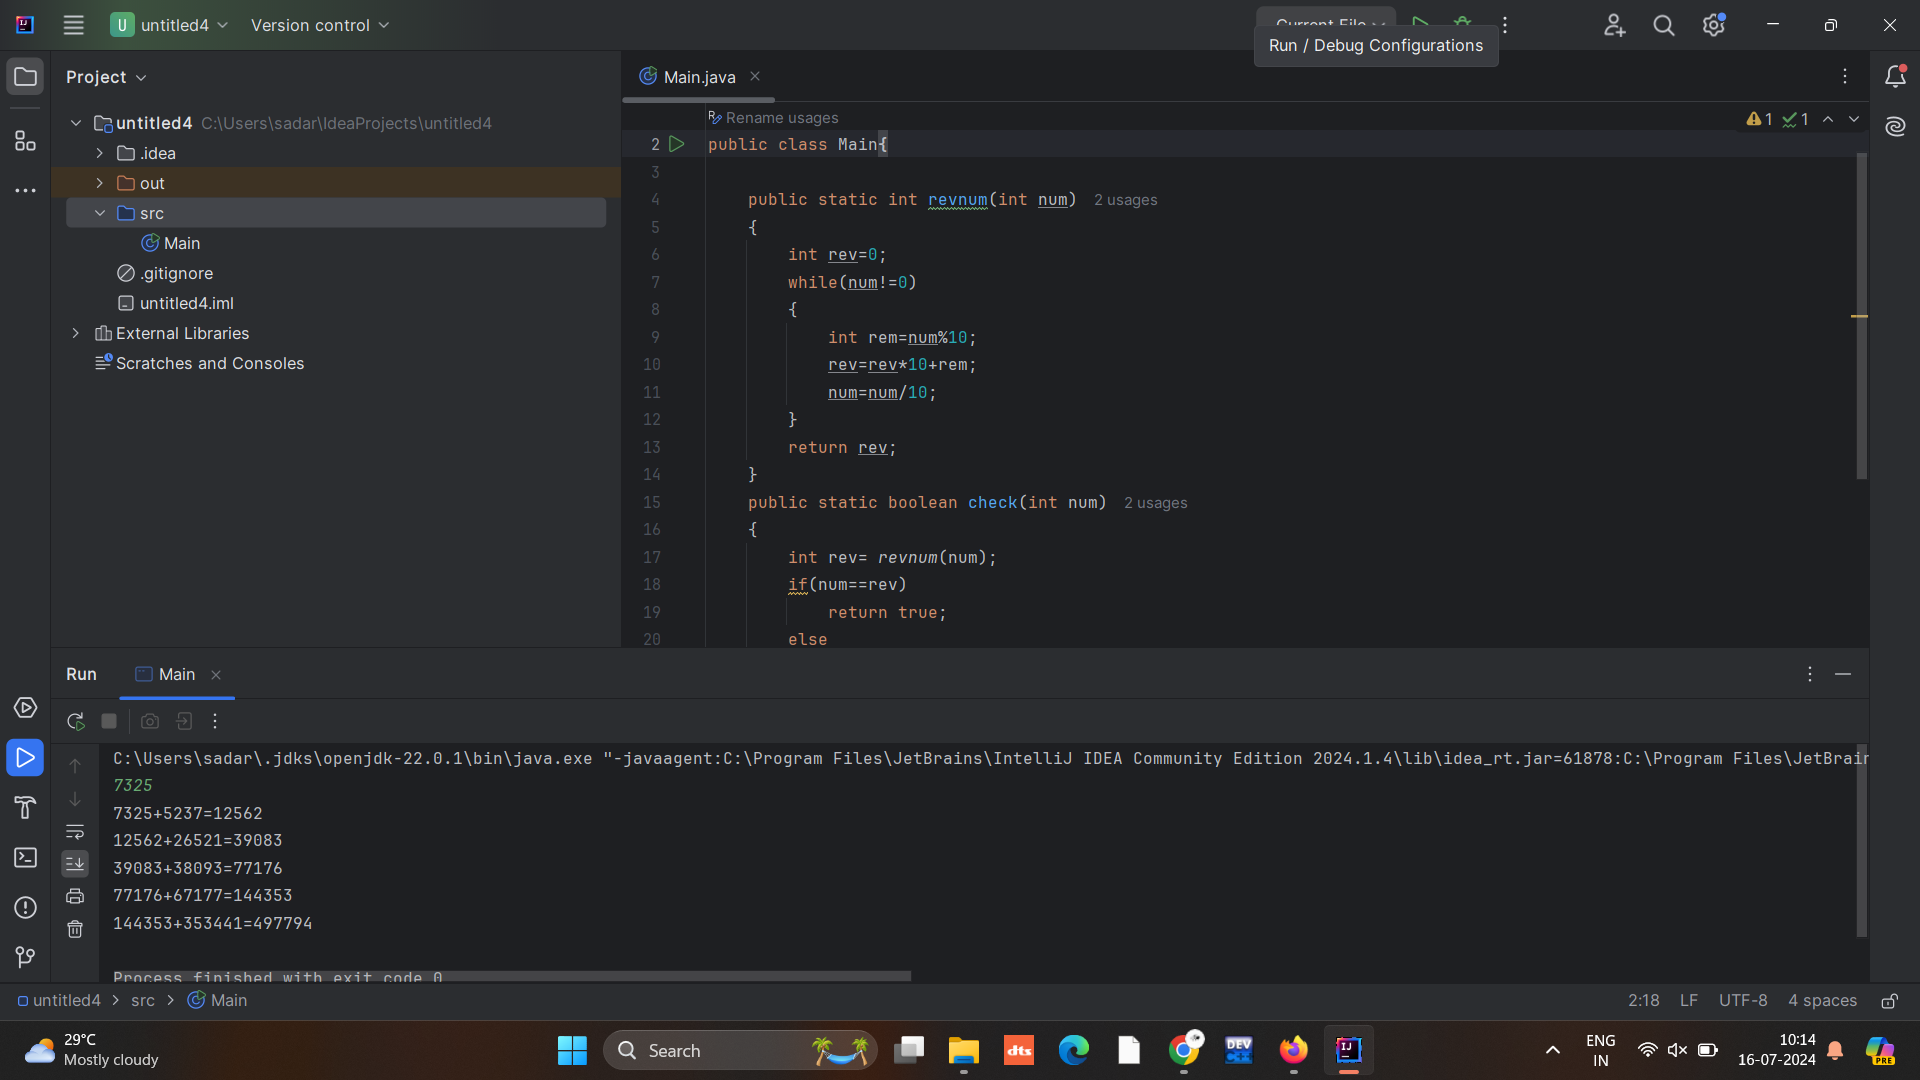 U untitled4 Version control Current File
Run / Debug Configurations
Project
Main.java
untitled4 C:\Users\sadar\IdeaProjects\untitled4
.idea
out
src
Main
.gitignore
untitled4.iml
External Libraries
Scratches and Consoles
Rename usages
1 1
2 public class Main{
3
4 public static int revnum(int num) 2 usages
5 {
6 int rev=0;
7 while(num!=0)
8 {
9 int rem=num%10;
10 rev=rev*10+rem;
11 num=num/10;
12 }
13 return rev;
14 }
15 public static boolean check(int num) 2 usages
16 {
17 int rev= revnum(num);
18 if(num==rev)
19 return true;
20 else
Run Main
C:\Users\sadar\.jdks\openjdk-22.0.1\bin\java.exe "-javaagent:C:\Program Files\JetBrains\IntelliJ IDEA Community Edition 2024.1.4\lib\idea_rt.jar=61878:C:\Program Files\JetBrain
7325
7325+5237=12562
12562+26521=39083
39083+38093=77176
77176+67177=144353
144353+353441=497794
Process finished with exit code 0
untitled4 > src > Main
2:18 LF UTF-8 4 spaces
29°C
Mostly cloudy
Search
dts
DEV
IJ
ENG
IN
10:14
16-07-2024
PRE